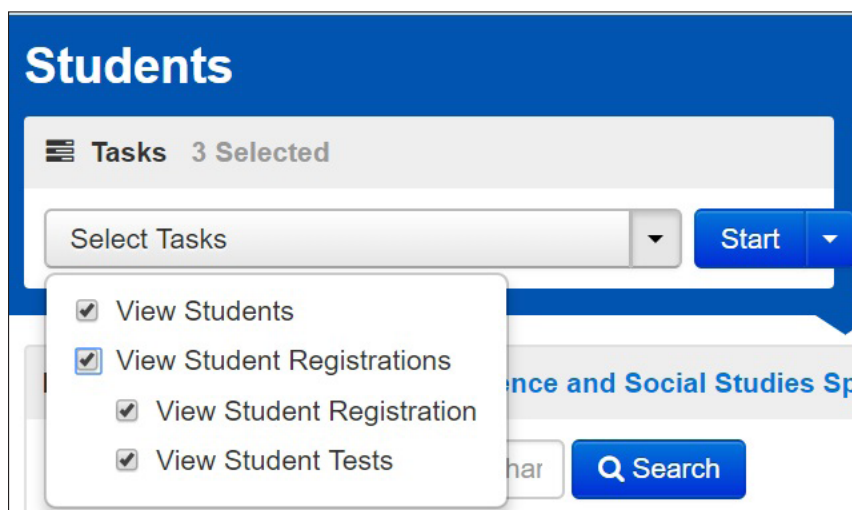 Students
Tasks 3 Selected
Select Tasks
Start
View Students
View Student Registrations
ence and Social Studies Sp
View Student Registration
View Student Tests
har
Search